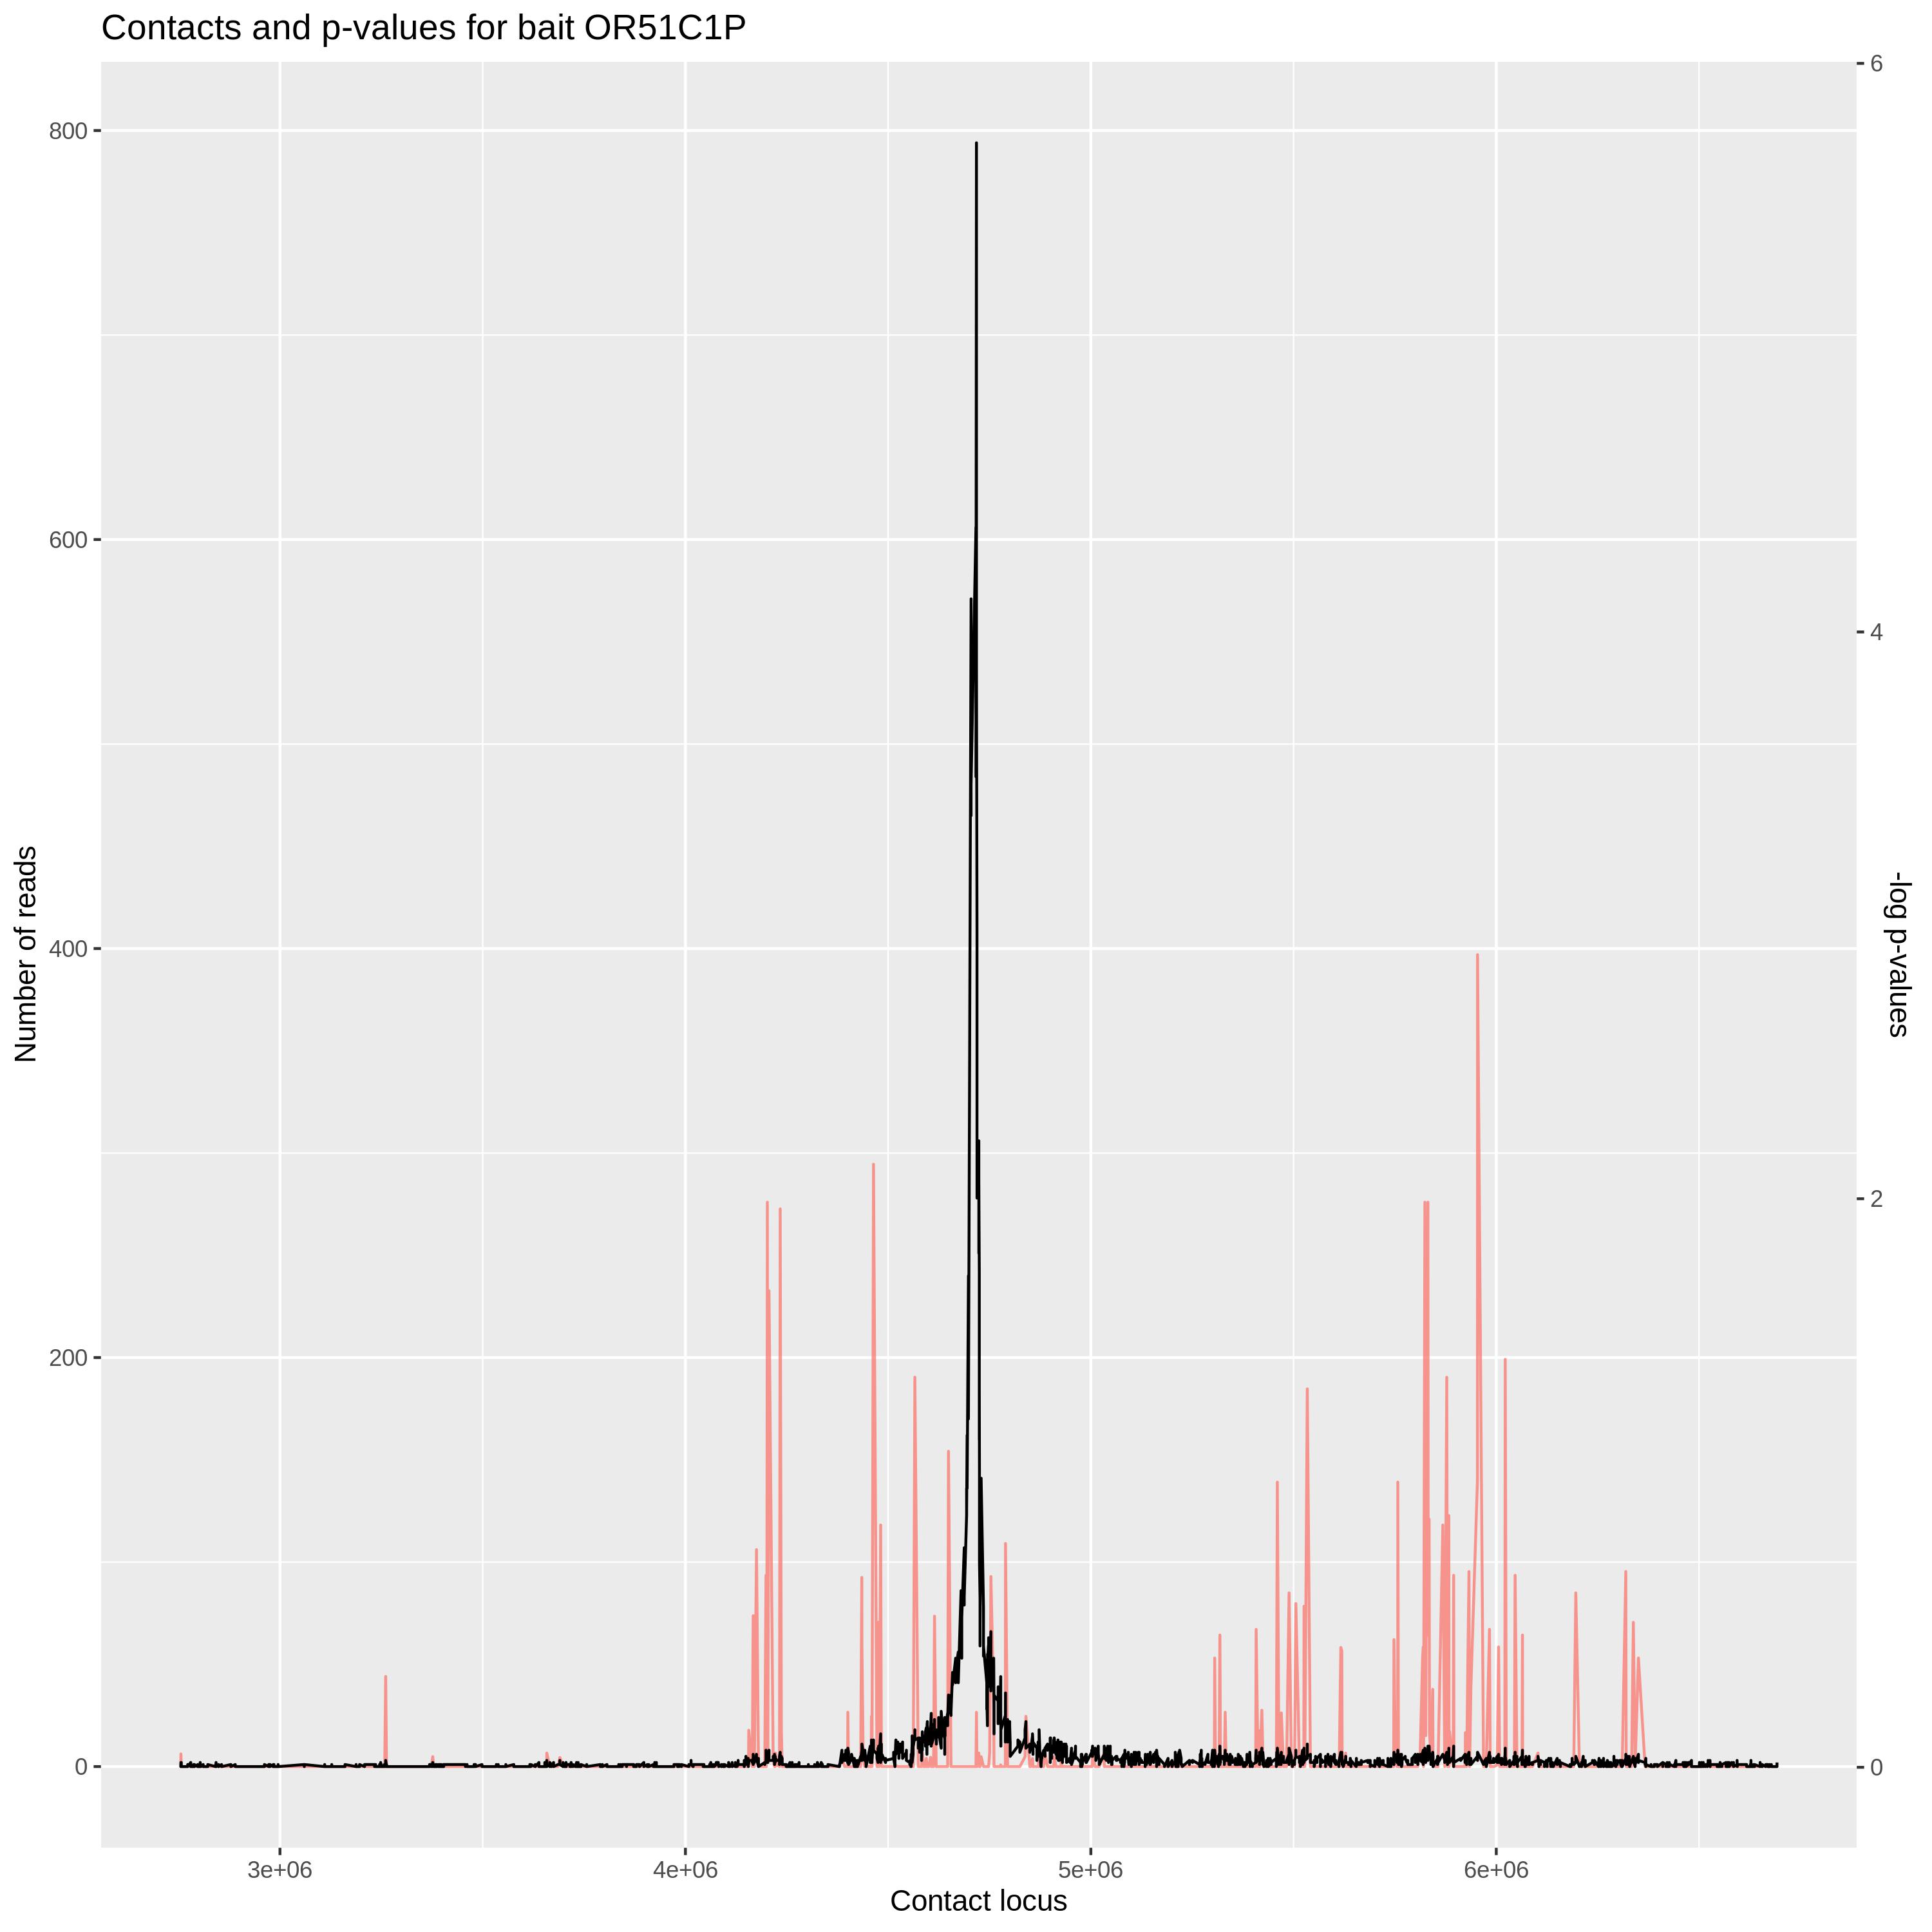 Contacts and p-values for bait OR51C1P
6
800
600
4
Number of reads
400
-log p-values
2
200
0
0
3e+06
4e+06
5e+06
6e+06
Contact locus